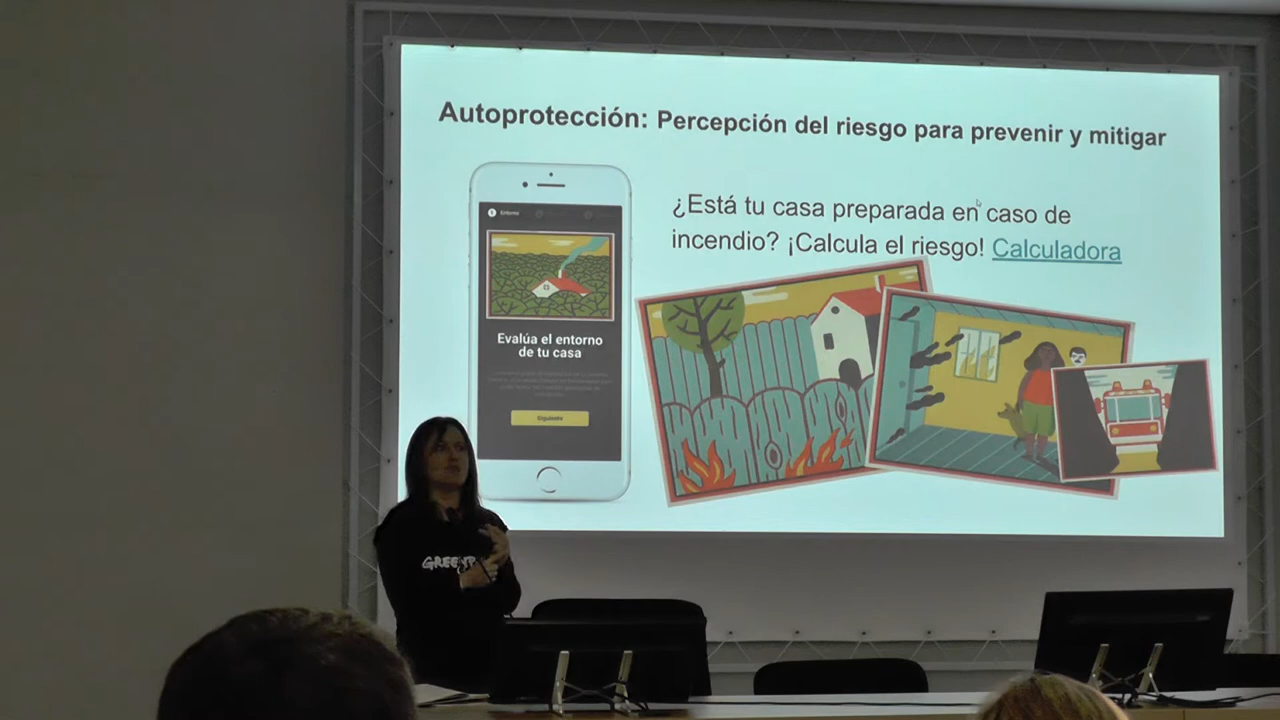 Autoprotección: Percepción del riesgo para prevenir y mitigar
¿Está tu casa preparada en caso de
incendio? ¡Calcula el riesgo! Calculadora
Entorno
Evalúa el entorno
de tu casa
Siguiente